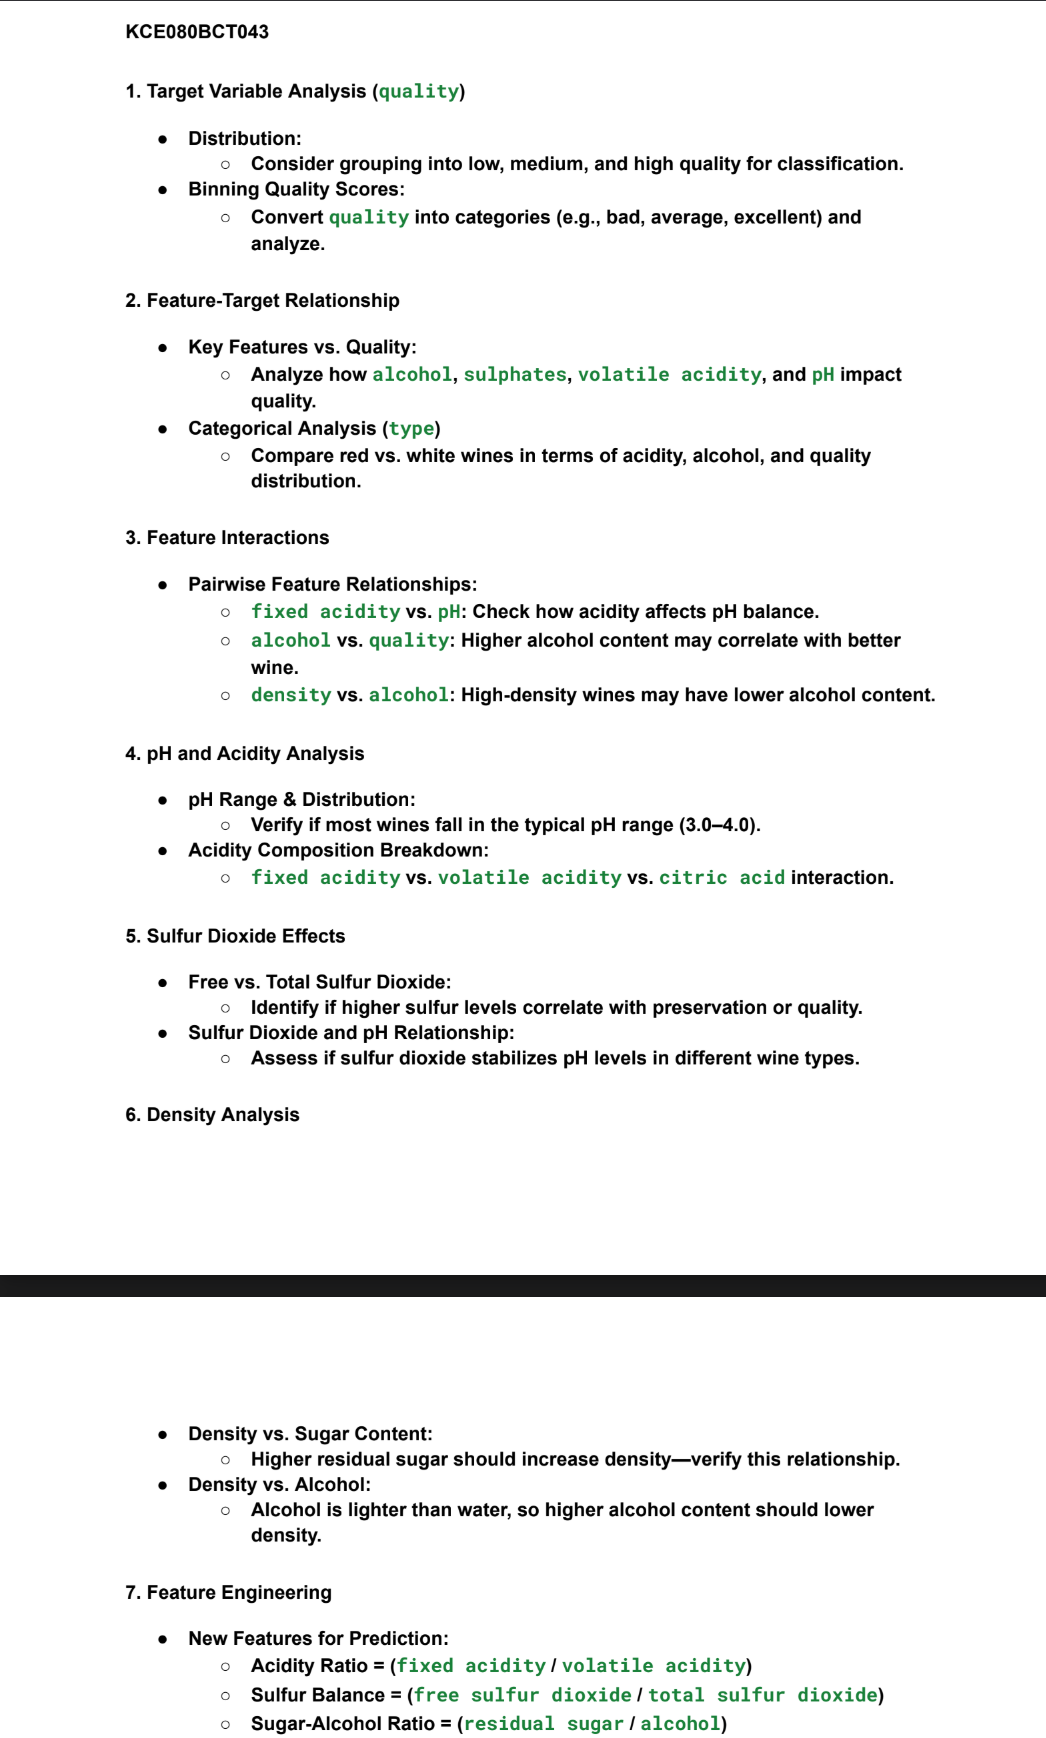 KCE080BCT043
1. Target Variable Analysis (quality)
● Distribution:
○ Consider grouping into low, medium, and high quality for classification.
● Binning Quality Scores:
○ Convert quality into categories (e.g., bad, average, excellent) and
analyze.
2. Feature-Target Relationship
● Key Features vs. Quality:
○ Analyze how alcohol, sulphates, volatile acidity, and pH impact
quality.
● Categorical Analysis (type)
○ Compare red vs. white wines in terms of acidity, alcohol, and quality
distribution.
3. Feature Interactions
● Pairwise Feature Relationships:
○ fixed acidity vs. pH: Check how acidity affects pH balance.
○ alcohol vs. quality: Higher alcohol content may correlate with better
wine.
○ density vs. alcohol: High-density wines may have lower alcohol content.
4. pH and Acidity Analysis
● pH Range & Distribution:
○ Verify if most wines fall in the typical pH range (3.0–4.0).
● Acidity Composition Breakdown:
○ fixed acidity vs. volatile acidity vs. citric acid interaction.
5. Sulfur Dioxide Effects
● Free vs. Total Sulfur Dioxide:
○ Identify if higher sulfur levels correlate with preservation or quality.
● Sulfur Dioxide and pH Relationship:
○ Assess if sulfur dioxide stabilizes pH levels in different wine types.
6. Density Analysis
● Density vs. Sugar Content:
○ Higher residual sugar should increase density—verify this relationship.
● Density vs. Alcohol:
○ Alcohol is lighter than water, so higher alcohol content should lower
density.
7. Feature Engineering
● New Features for Prediction:
○ Acidity Ratio = (fixed acidity / volatile acidity)
○ Sulfur Balance = (free sulfur dioxide / total sulfur dioxide)
○ Sugar-Alcohol Ratio = (residual sugar / alcohol)